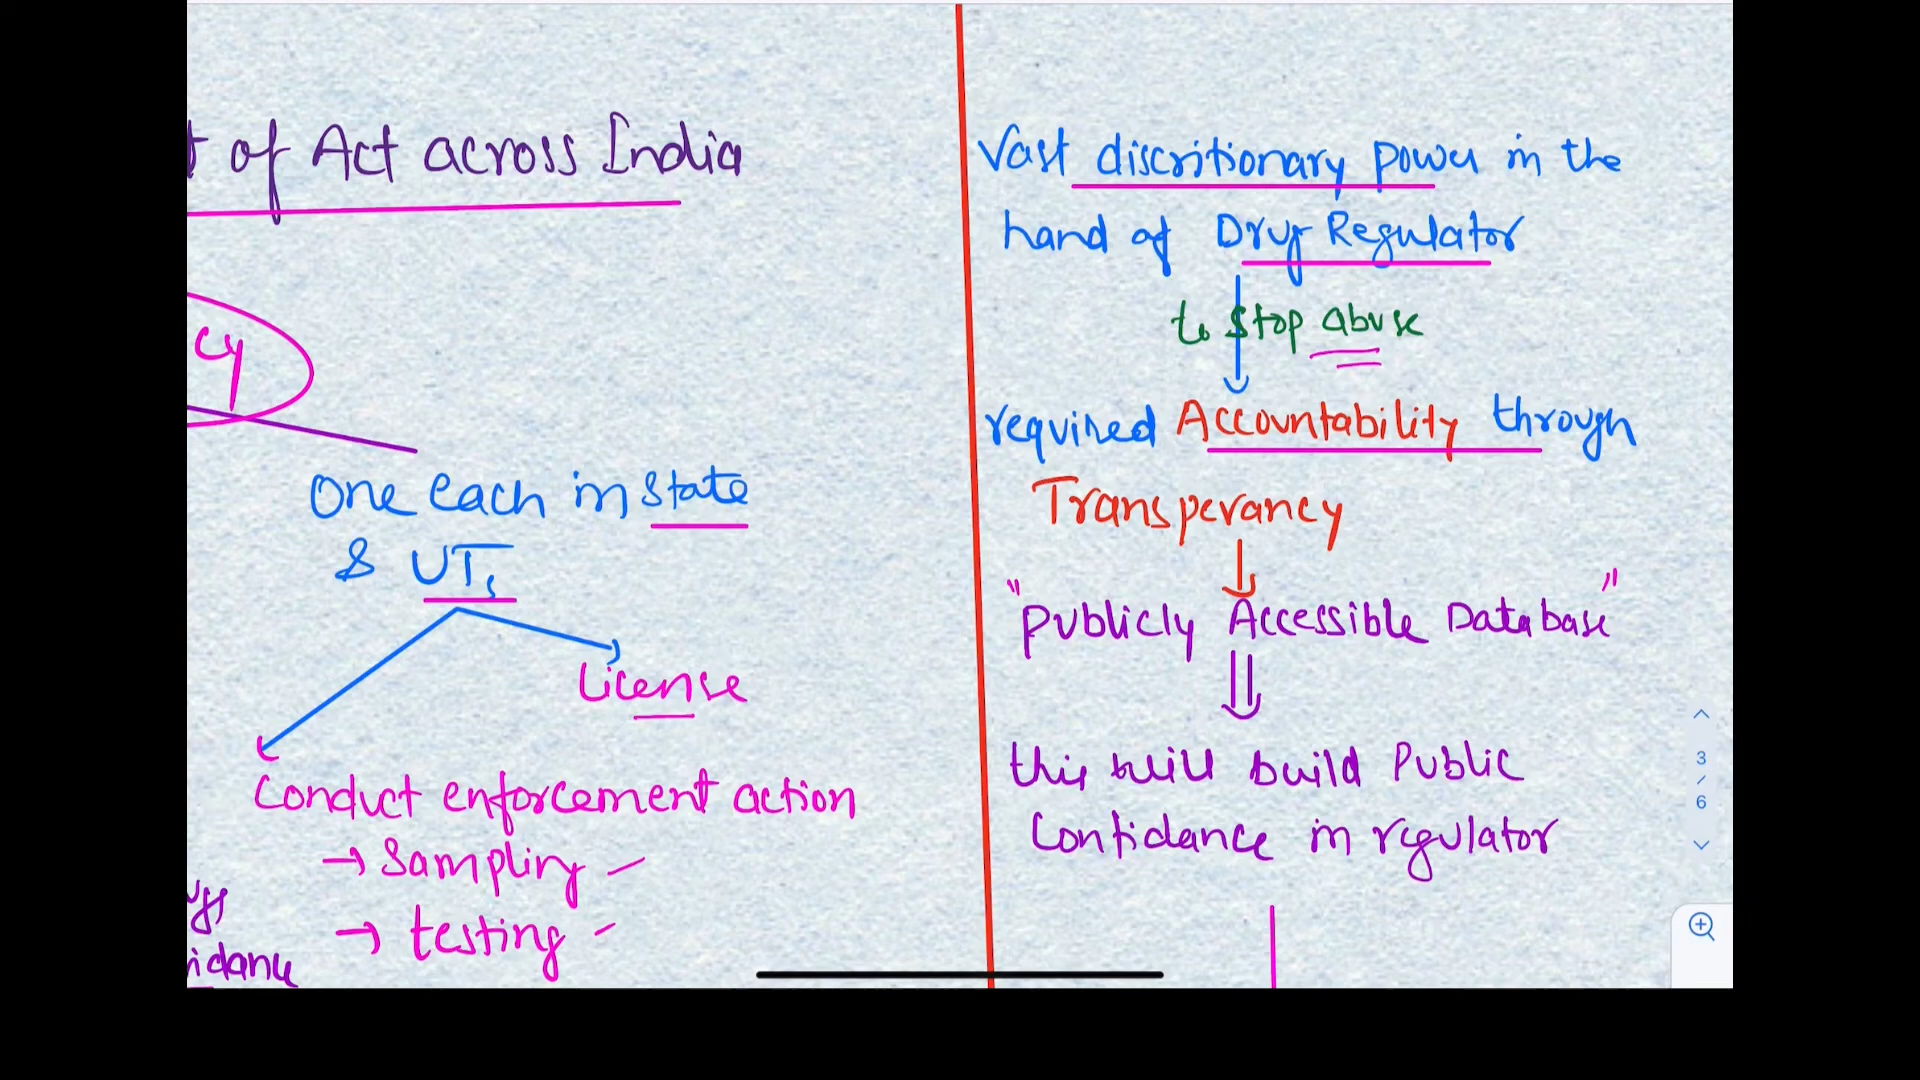 of Act across India
cy
One each in state
& UTs
License
Conduct enforcement action
→ Sampling –
→ testing –
idance
Vast discritionary power in the
hand of Drug Regulator
to stop abuse
required Accountability through
Transperancy
"Publicly Accessible Database"
this will build Public
Confidance in regulator
3
/
6